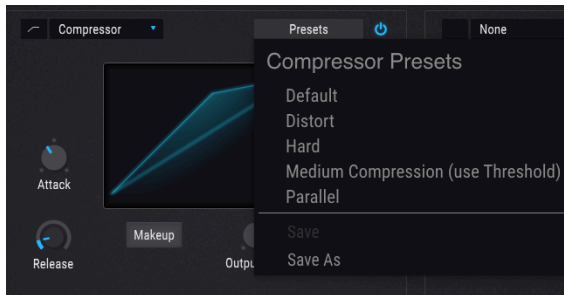 Compressor Presets None
Compressor Presets
Default
Distort
Hard
Medium Compression (use Threshold)
Parallel
Attack
Makeup
Save
Release
Save As